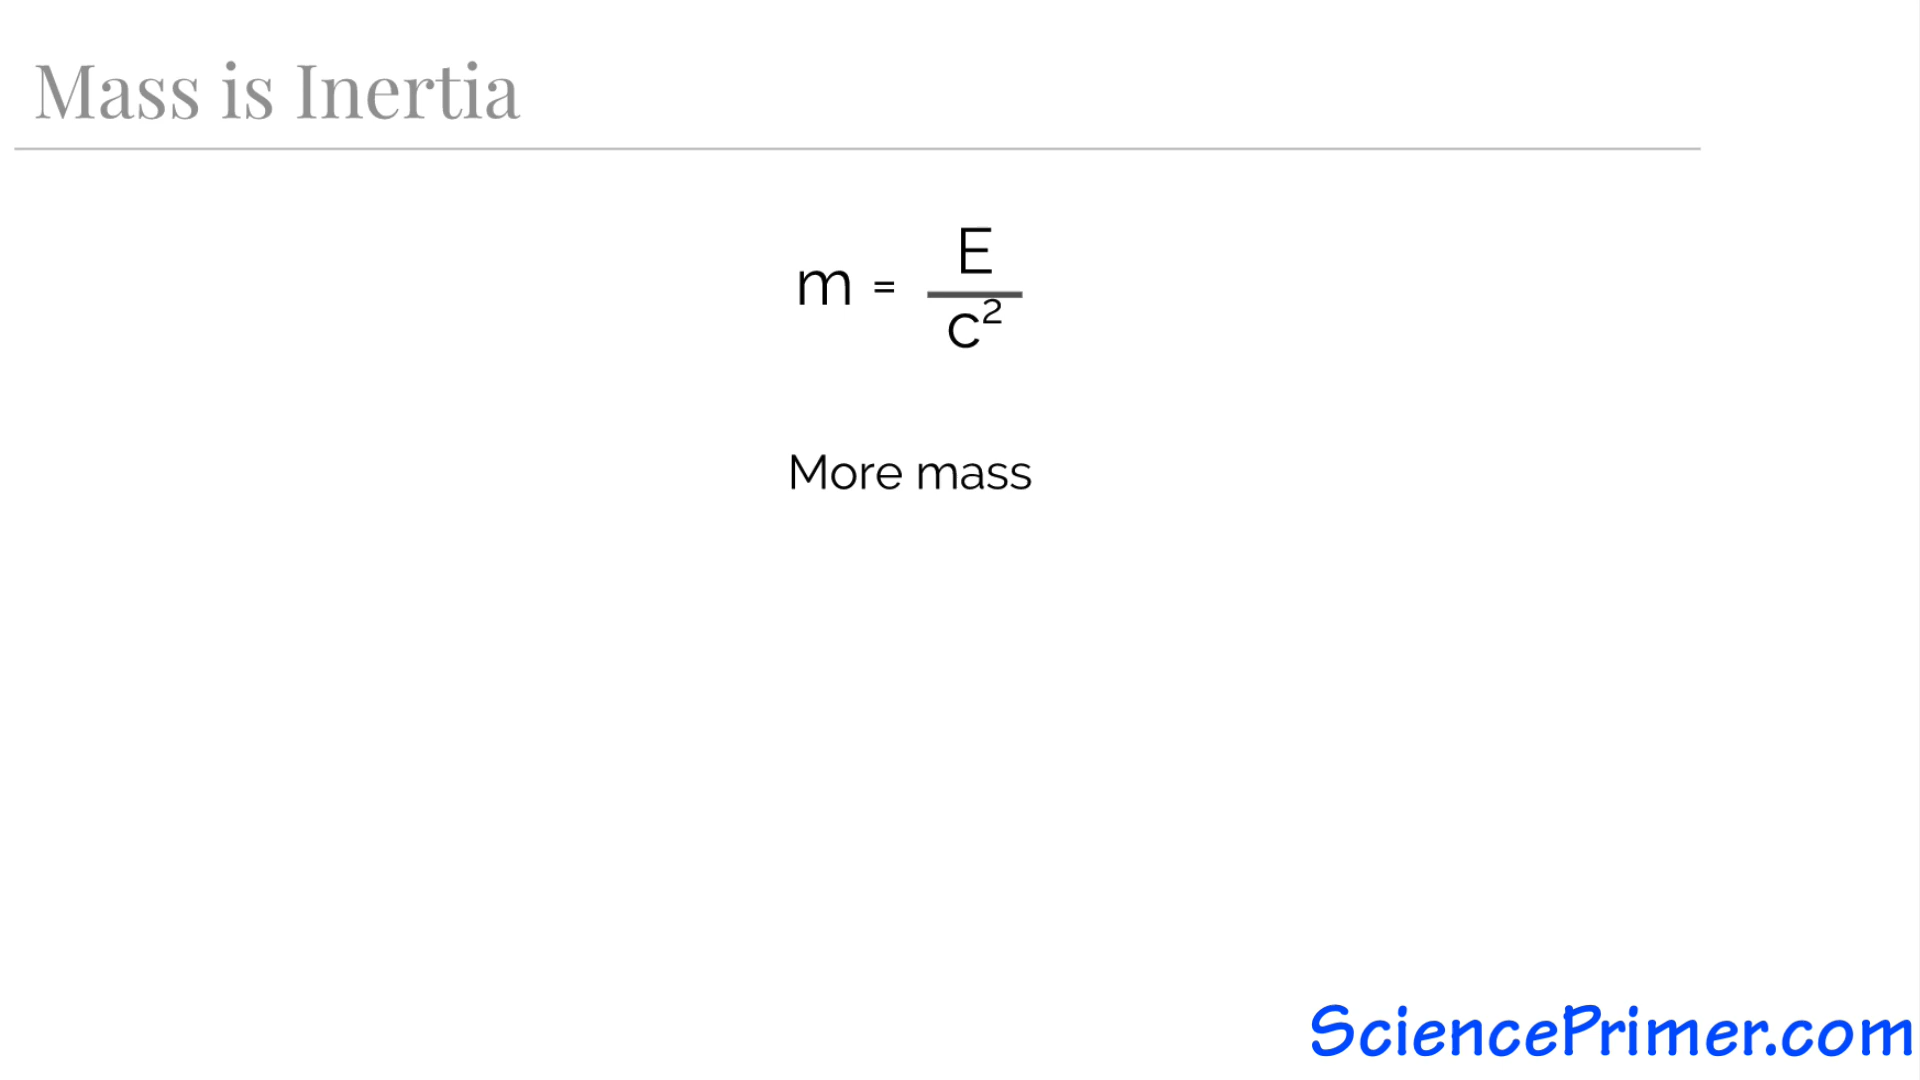 Mass is Inertia
m = E
c²
More mass
SciencePrimer.com